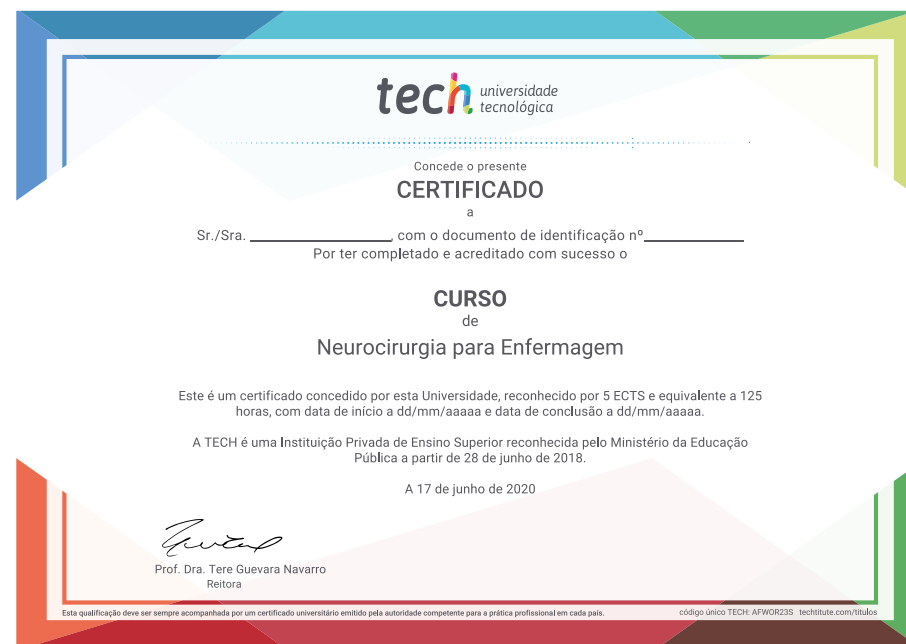 tech universidade
tecnológica
Concede o presente
CERTIFICADO
a
Sr./Sra. , com o documento de identificação nº
Por ter completado e acreditado com sucesso o
CURSO
de
Neurocirurgia para Enfermagem
Este é um certificado concedido por esta Universidade, reconhecido por 5 ECTS e equivalente a 125
horas, com data de início a dd/mm/aaaaa e data de conclusão a dd/mm/aaaaa.
A TECH é uma Instituição Privada de Ensino Superior reconhecida pelo Ministério da Educação
Pública a partir de 28 de junho de 2018.
A 17 de junho de 2020
Prof. Dra. Tere Guevara Navarro
Reitora
Esta qualificação deve ser sempre acompanhada por um certificado universitário emitido pela autoridade competente para a prática profissional em cada país.
código único TECH: AFWOR23S techtitute.com/titulos